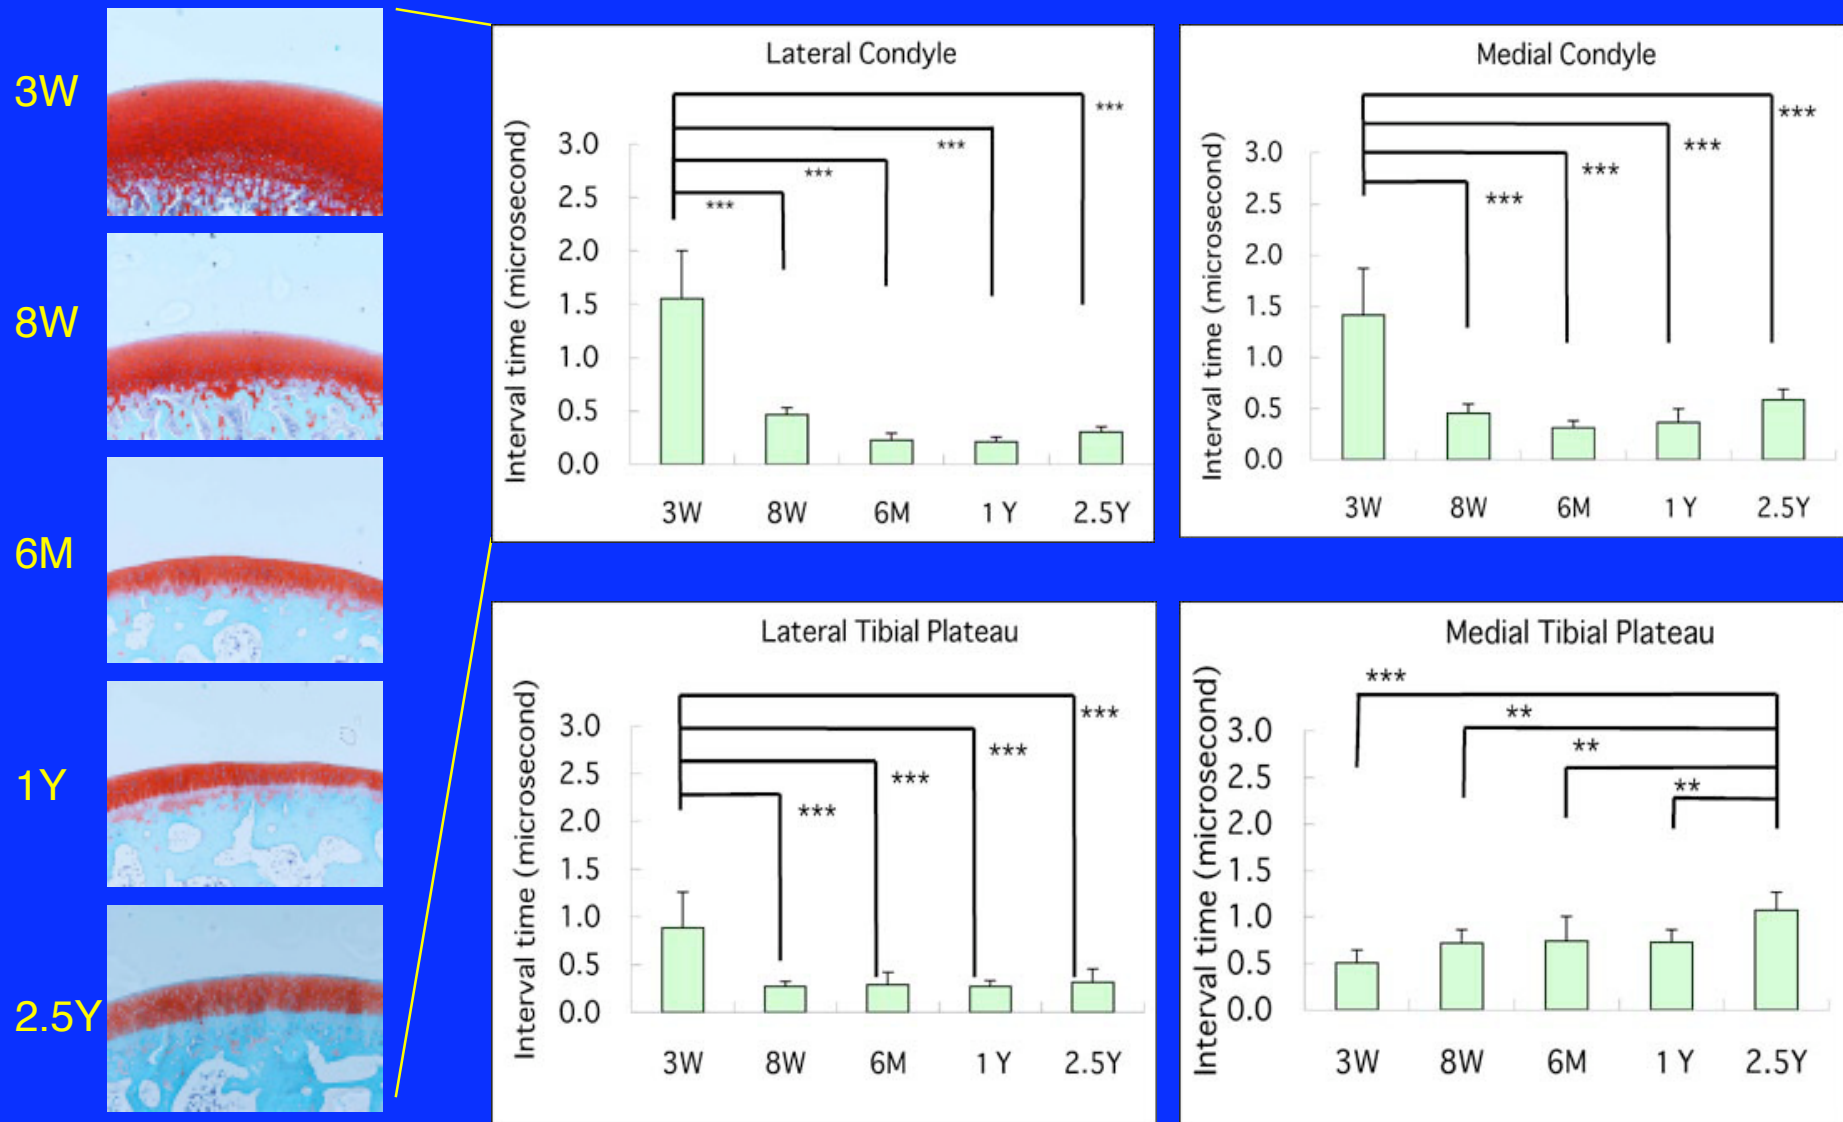 3W
8W
6M
1Y
2.5Y
Lateral Condyle
Interval time (microsecond)
3.0
2.5
2.0
1.5
1.0
0.5
0.0
***
***
***
***
3W 8W 6M 1 Y 2.5Y
Medial Condyle
Interval time (microsecond)
3.0
2.5
2.0
1.5
1.0
0.5
0.0
***
***
***
***
3W 8W 6M 1 Y 2.5Y
Lateral Tibial Plateau
Interval time (microsecond)
3.0
2.5
2.0
1.5
1.0
0.5
0.0
***
***
***
***
3W 8W 6M 1 Y 2.5Y
Medial Tibial Plateau
Interval time (microsecond)
3.0
2.5
2.0
1.5
1.0
0.5
0.0
***
**
**
**
3W 8W 6M 1 Y 2.5Y